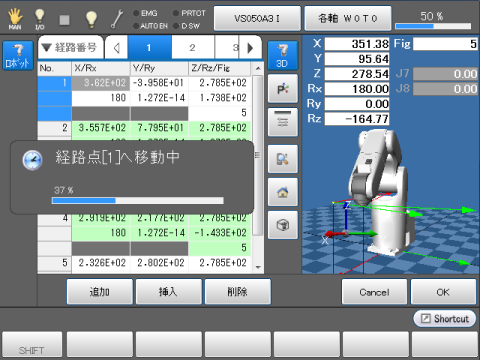 MAN
I/O
EMG
PRTOT
AUTO EN
D SW
VS050A3 I
各軸 W0T0
50 %
ロボット
▼経路番号
1
2
3
3D
No.
X/Rx
Y/Ry
Z/Rz/Fig
1
3.62E+02
-3.958E+01
2.785E+02
180
1.272E-14
1.738E+02
5
2
3.557E+02
7.795E+01
2.785E+02
経路点[1]へ移動中
37 %
4
2.919E+02
2.177E+02
2.785E+02
180
1.272E-14
-1.433E+02
5
5
2.326E+02
2.802E+02
2.785E+02
X
351.38
Fig
5
Y
95.64
Z
278.54
J7
0.00
Rx
180.00
J8
0.00
Ry
0.00
Rz
-164.77
P
Z
X
追加
挿入
削除
Cancel
OK
Shortcut
SHIFT